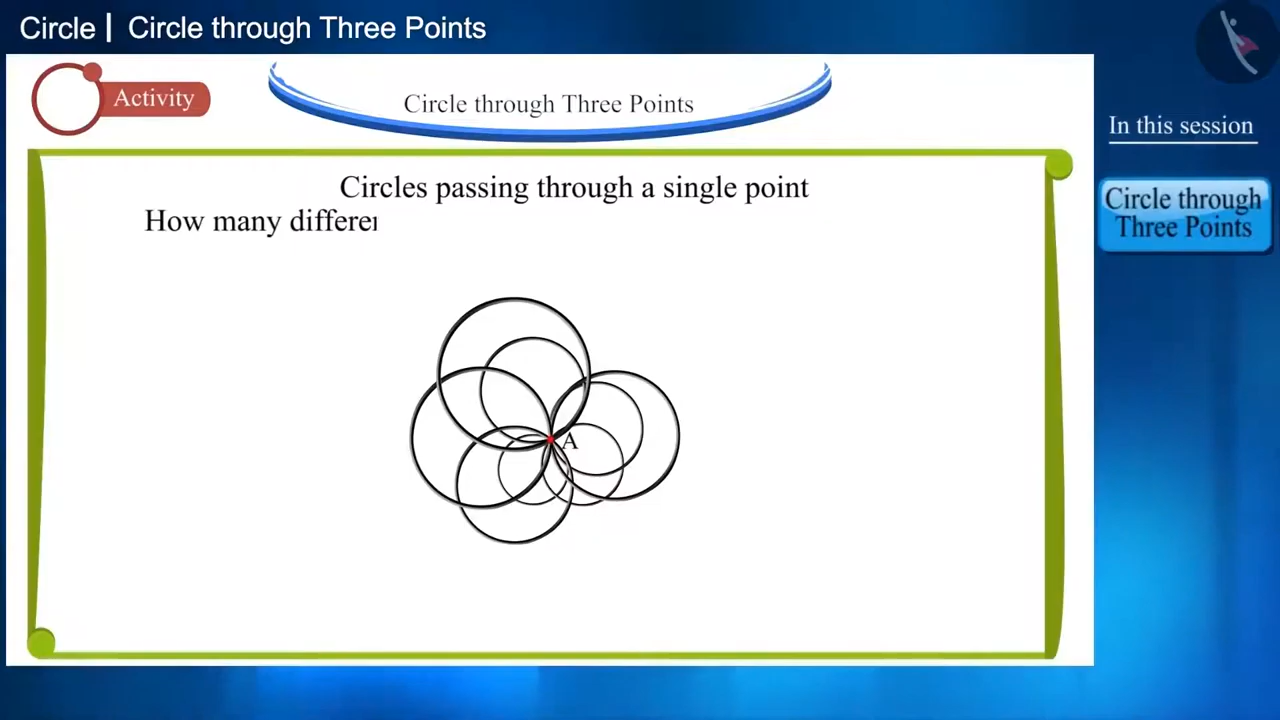 Circle | Circle through Three Points
Activity
Circle through Three Points
In this session
Circles passing through a single point
Circle through
Three Points
How many differen
A